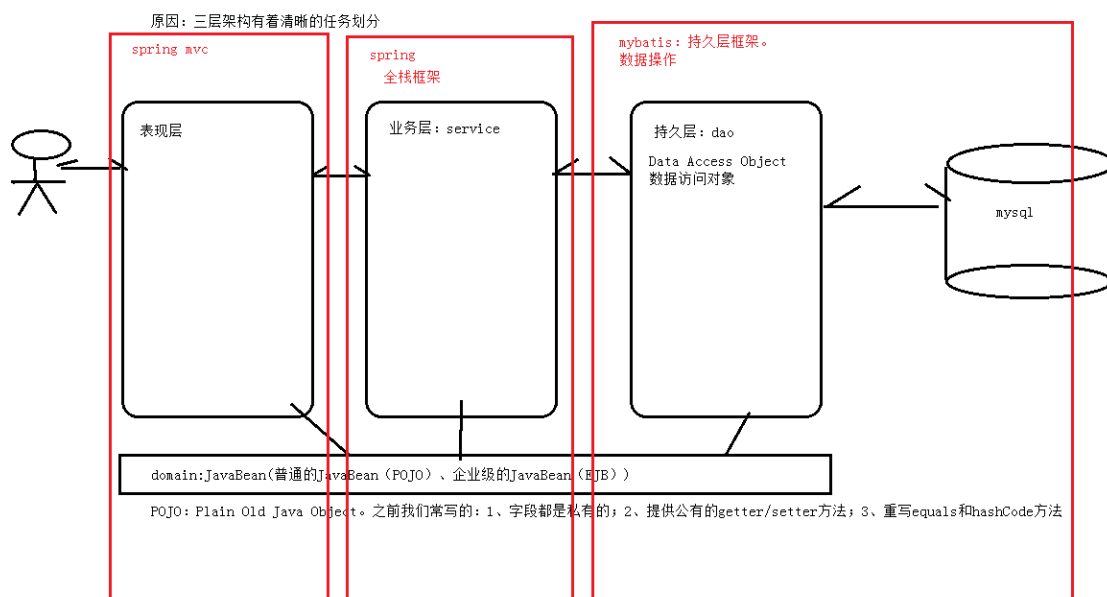 原因：三层架构有着清晰的任务划分
spring mvc
spring
全栈框架
mybatis：持久层框架。
数据操作
表现层
业务层：service
持久层：dao
Data Access Object
数据访问对象
mysql
domain:JavaBean(普通的JavaBean（POJO）、企业级的JavaBean（EJB）)
POJO：Plain Old Java Object。之前我们常写的：1、字段都是私有的；2、提供公有的getter/setter方法；3、重写equals和hashCode方法